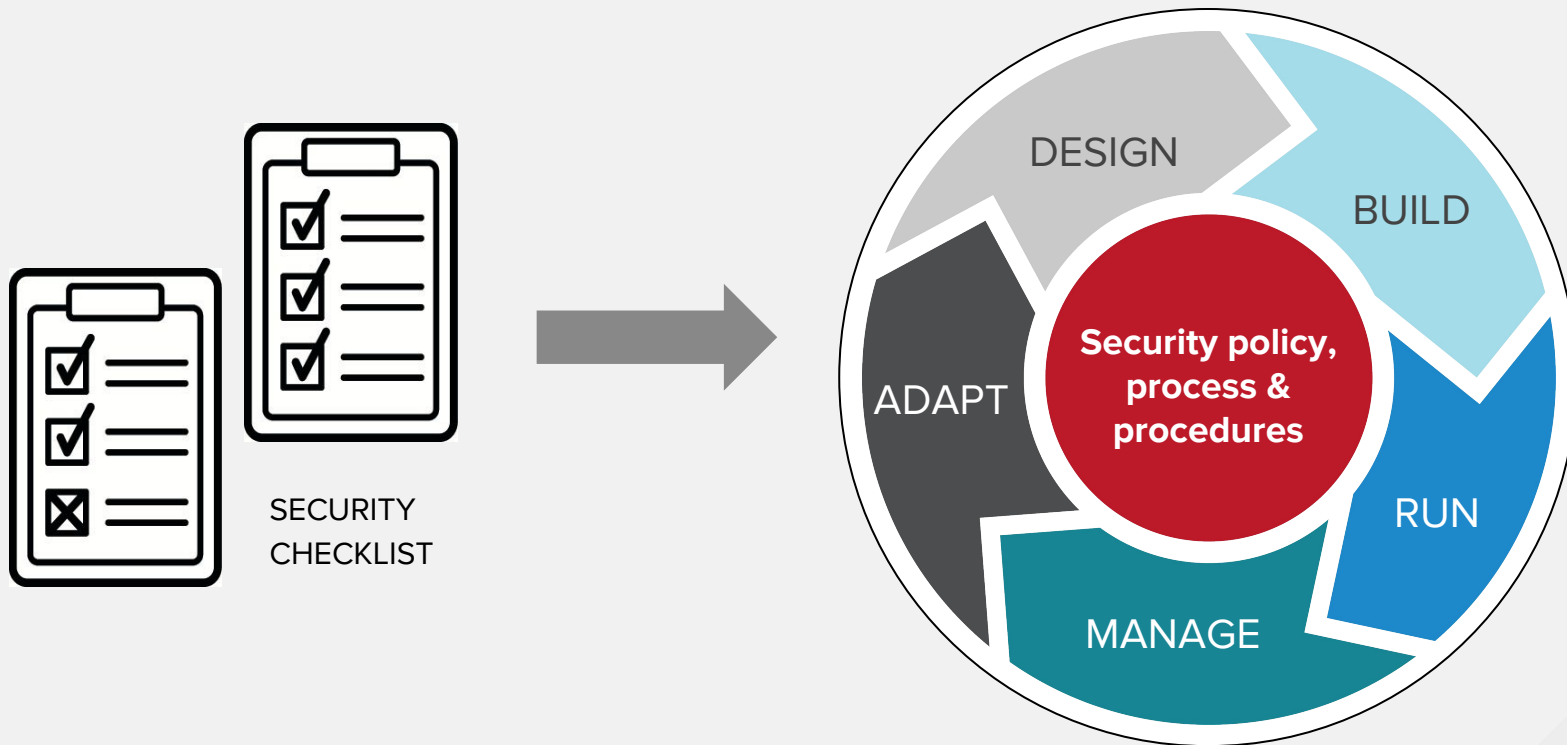 SECURITY
CHECKLIST
DESIGN
BUILD
RUN
MANAGE
ADAPT
Security policy,
process &
procedures